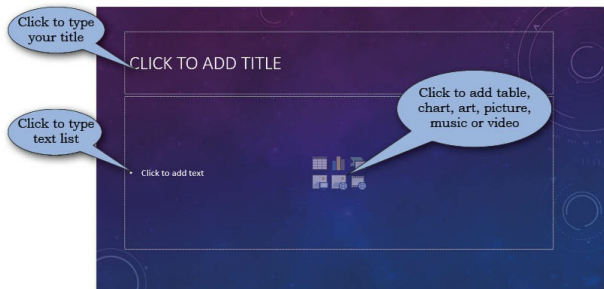 Click to type
your title
CLICK TO ADD TITLE
Click to add table,
chart, art, picture,
music or video
Click to type
text list
• Click to add text